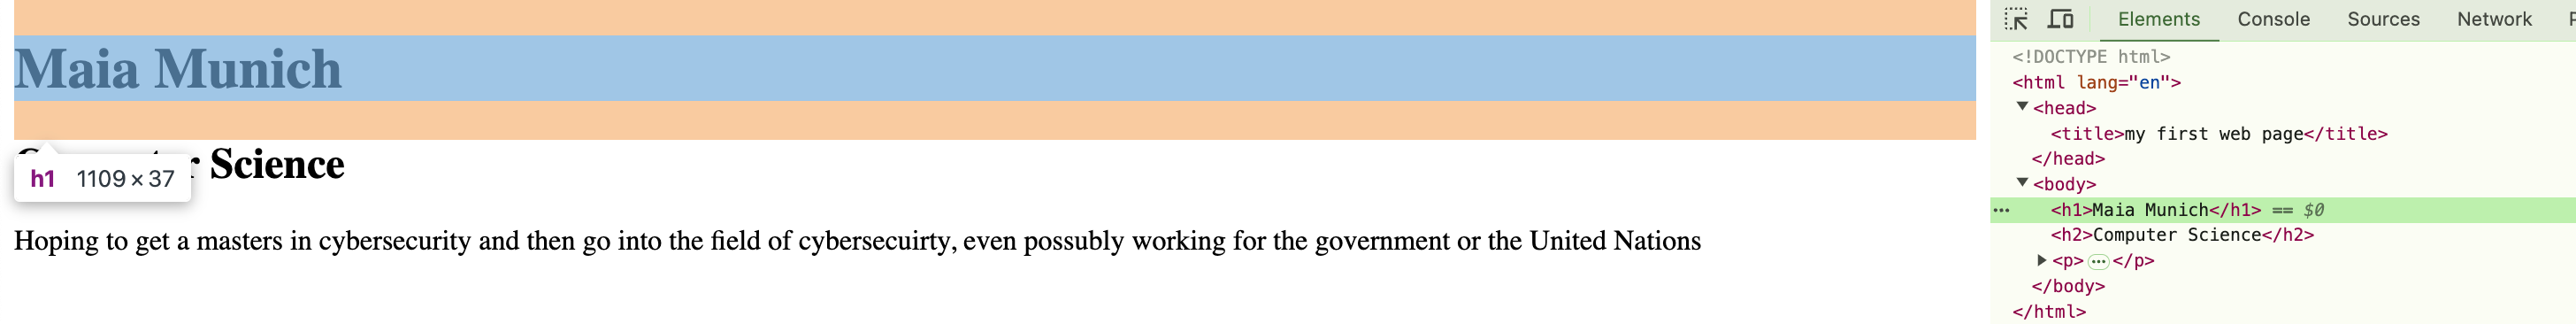 Maia Munich
Science
h1 1109 × 37
Hoping to get a masters in cybersecurity and then go into the field of cybersecuirty, even possubly working for the government or the United Nations
Elements Console Sources Network
<!DOCTYPE html>
<html lang="en">
<head>
<title>my first web page</title>
</head>
<body>
<h1>Maia Munich</h1> == $0
<h2>Computer Science</h2>
<p>…</p>
</body>
</html>